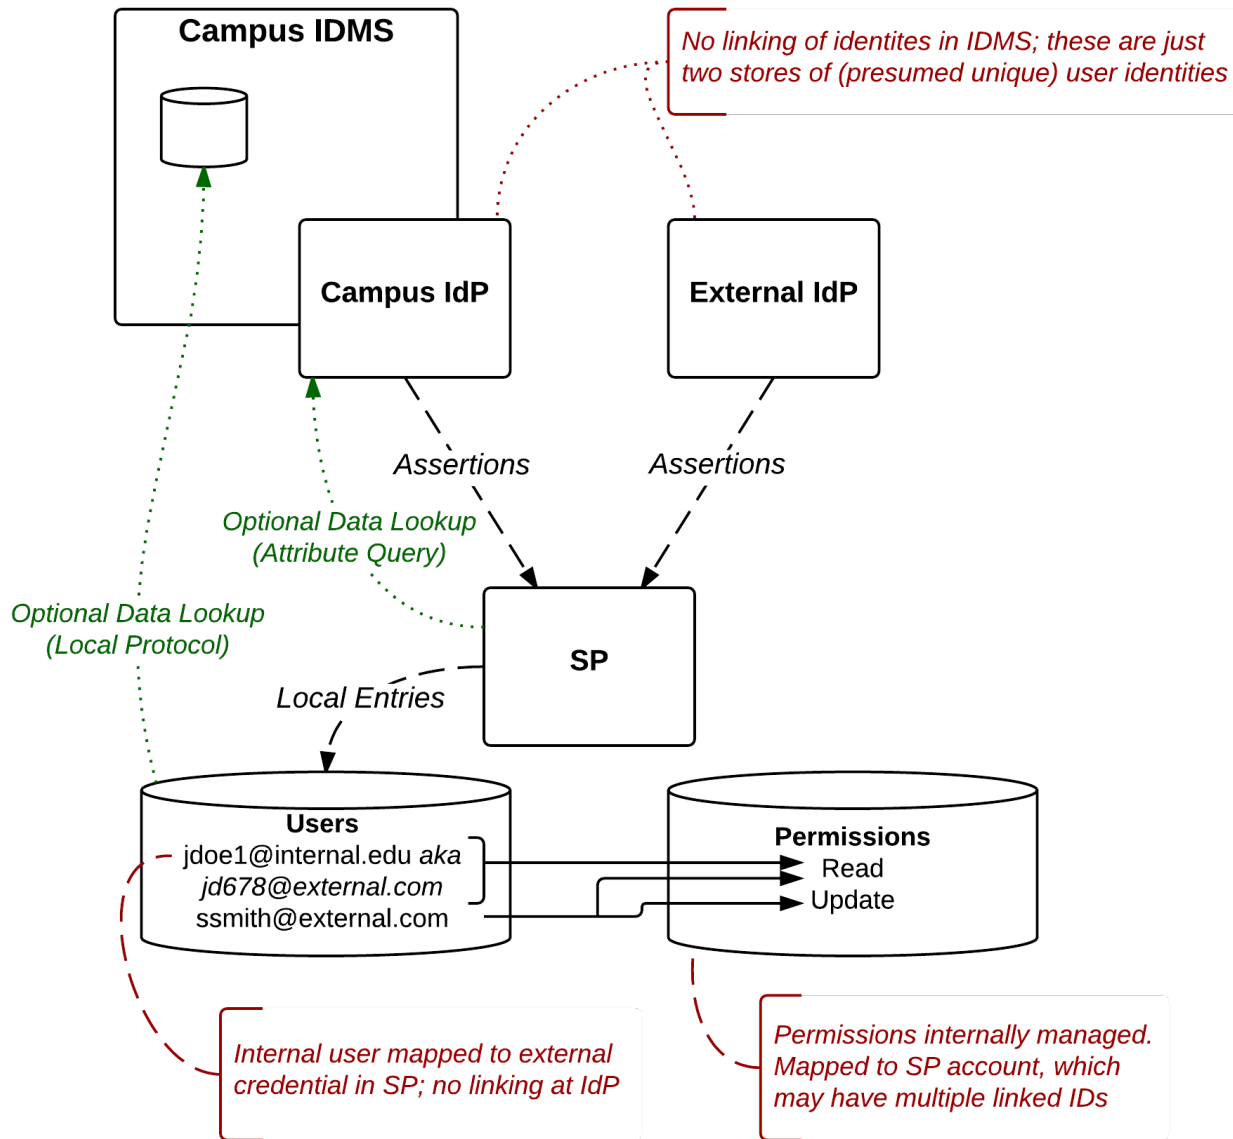 Campus IDMS
No linking of identites in IDMS; these are just
two stores of (presumed unique) user identities
Campus IdP
External IdP
Assertions
Assertions
Optional Data Lookup
(Attribute Query)
Optional Data Lookup
(Local Protocol)
SP
Local Entries
Users
jdoe1@internal.edu aka
jd678@external.com
ssmith@external.com
Permissions
Read
Update
Internal user mapped to external
credential in SP; no linking at IdP
Permissions internally managed.
Mapped to SP account, which
may have multiple linked IDs